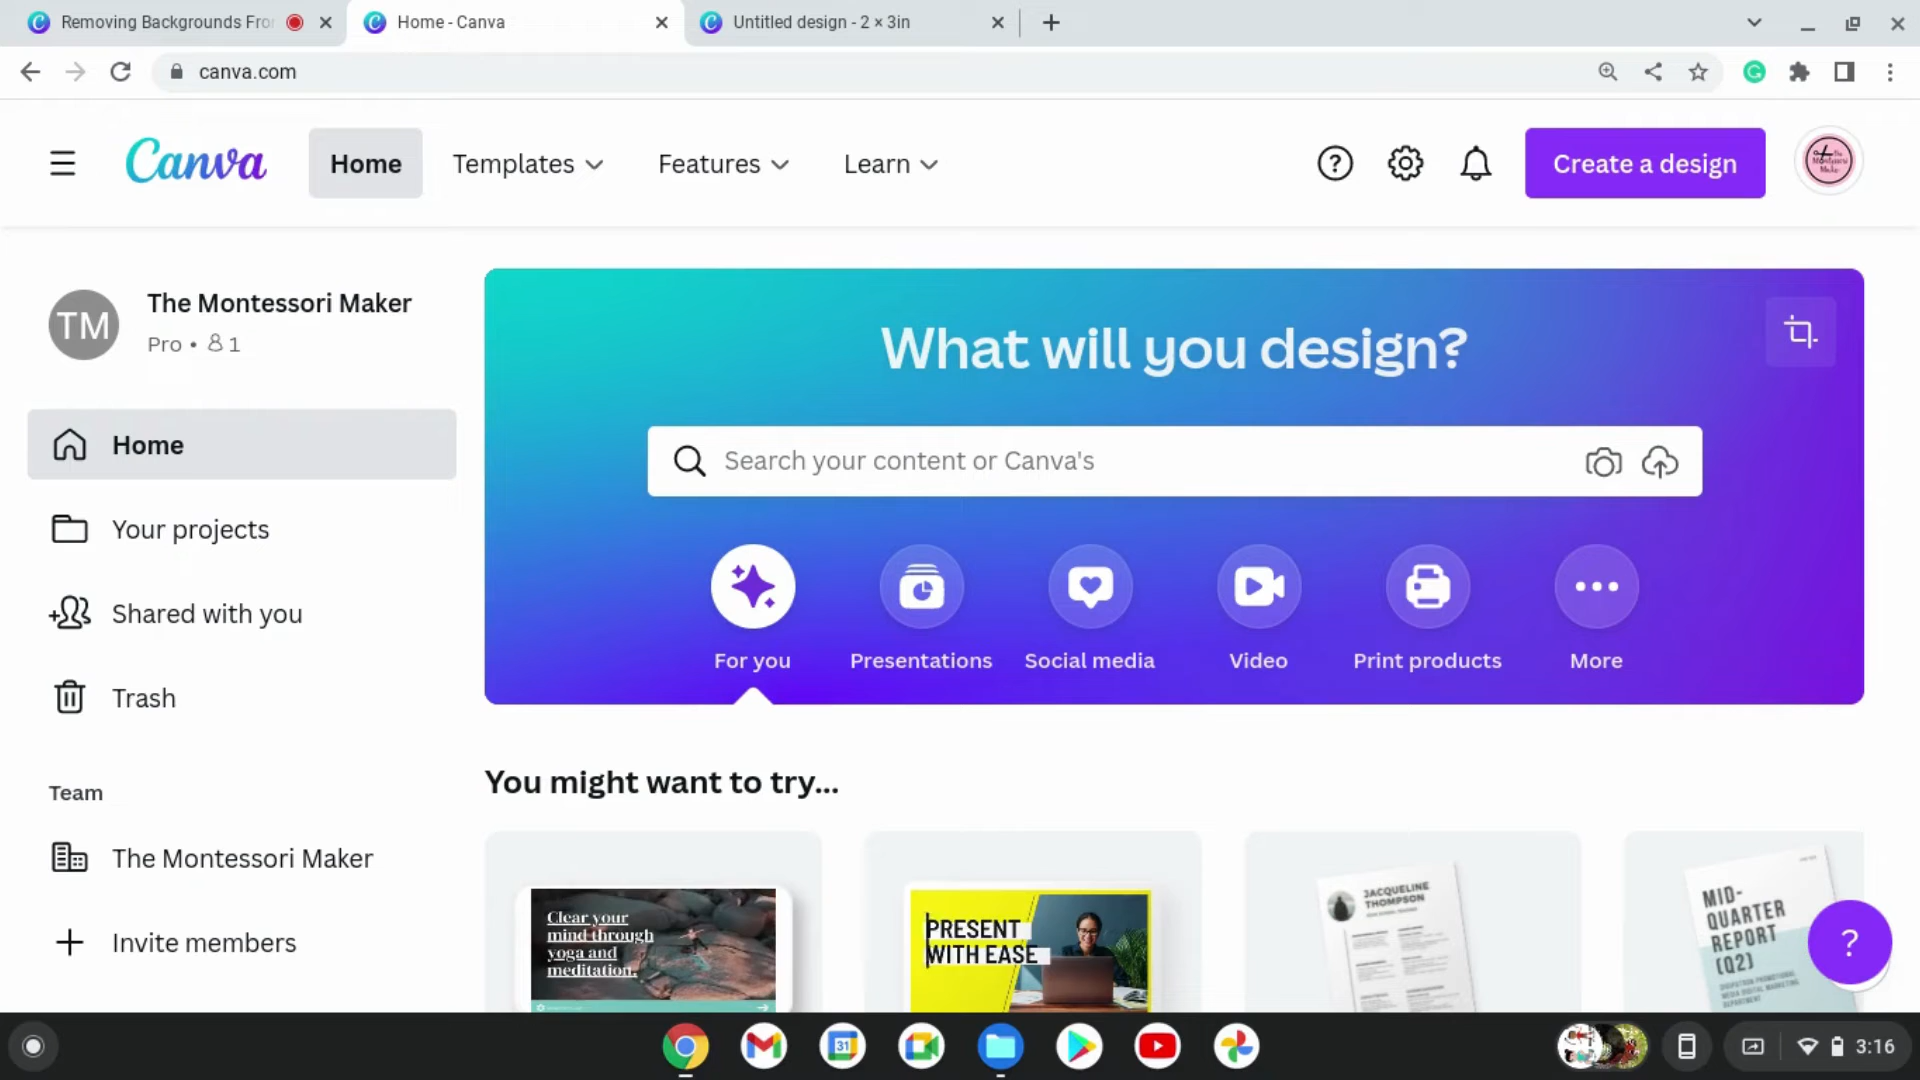 Removing Backgrounds Fro
Home - Canva
Untitled design - 2 × 3in
canva.com
Canva
Home
Templates
Features
Learn
Create a design
TM
The Montessori Maker
Pro • 1
Home
Your projects
Shared with you
Trash
Team
The Montessori Maker
Invite members
What will you design?
Search your content or Canva's
For you
Presentations
Social media
Video
Print products
More
You might want to try...
Clear your
mind through
yoga and
meditation.
PRESENT
WITH EASE
JACQUELINE
THOMPSON
MID-
QUARTER
REPORT
(Q2)
?
31
3:16